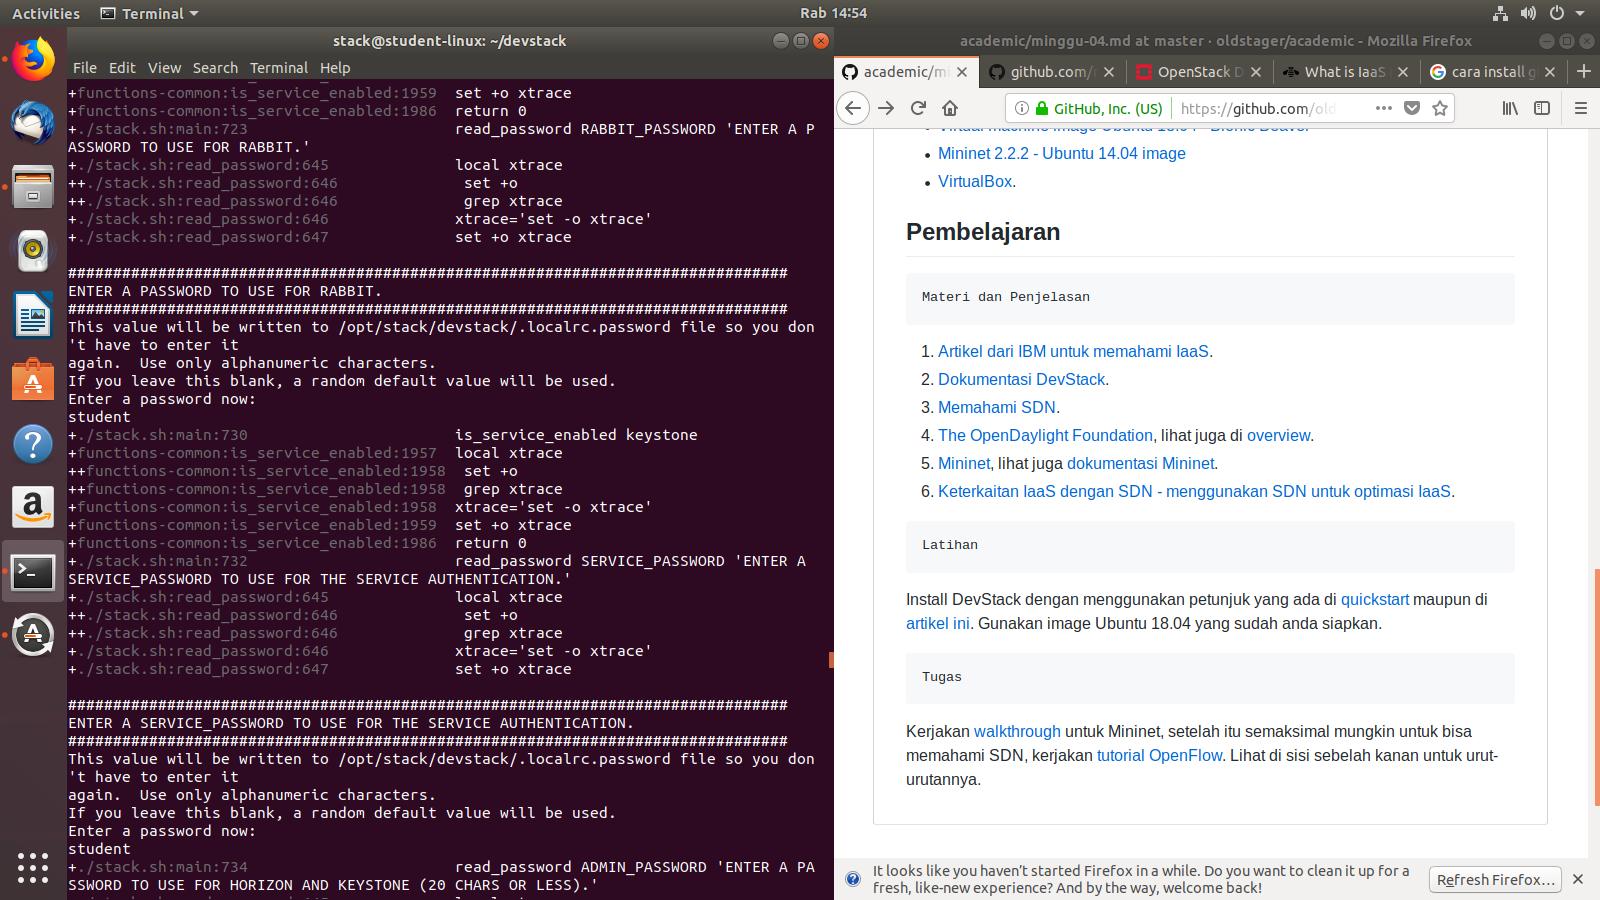 Activities
Terminal
Rab 14:54
stack@student-linux: ~/devstack
File Edit View Search Terminal Help
+functions-common:is_service_enabled:1959  set +o xtrace
+functions-common:is_service_enabled:1986  return 0
+./stack.sh:main:723                       read_password RABBIT_PASSWORD 'ENTER A P
ASSWORD TO USE FOR RABBIT.'
+./stack.sh:read_password:645              local xtrace
++./stack.sh:read_password:646              set +o
++./stack.sh:read_password:646              grep xtrace
+./stack.sh:read_password:646              xtrace='set -o xtrace'
+./stack.sh:read_password:647              set +o xtrace
################################################################################
ENTER A PASSWORD TO USE FOR RABBIT.
################################################################################
This value will be written to /opt/stack/devstack/.localrc.password file so you don
't have to enter it
again.  Use only alphanumeric characters.
If you leave this blank, a random default value will be used.
Enter a password now:
student
+./stack.sh:main:730                       is_service_enabled keystone
+functions-common:is_service_enabled:1957  local xtrace
++functions-common:is_service_enabled:1958  set +o
++functions-common:is_service_enabled:1958  grep xtrace
+functions-common:is_service_enabled:1958  xtrace='set -o xtrace'
+functions-common:is_service_enabled:1959  set +o xtrace
+functions-common:is_service_enabled:1986  return 0
+./stack.sh:main:732                       read_password SERVICE_PASSWORD 'ENTER A
SERVICE_PASSWORD TO USE FOR THE SERVICE AUTHENTICATION.'
+./stack.sh:read_password:645              local xtrace
++./stack.sh:read_password:646              set +o
++./stack.sh:read_password:646              grep xtrace
+./stack.sh:read_password:646              xtrace='set -o xtrace'
+./stack.sh:read_password:647              set +o xtrace
################################################################################
ENTER A SERVICE_PASSWORD TO USE FOR THE SERVICE AUTHENTICATION.
################################################################################
This value will be written to /opt/stack/devstack/.localrc.password file so you don
't have to enter it
again.  Use only alphanumeric characters.
If you leave this blank, a random default value will be used.
Enter a password now:
student
+./stack.sh:main:734                       read_password ADMIN_PASSWORD 'ENTER A PA
SSWORD TO USE FOR HORIZON AND KEYSTONE (20 CHARS OR LESS).'
academic/minggu-04.md at master · oldstager/academic - Mozilla Firefox
academic/mi
github.com/
OpenStack D
What is IaaS
cara install g
GitHub, Inc. (US)
https://github.com/old
Mininet 2.2.2 - Ubuntu 14.04 image
VirtualBox.
Pembelajaran
Materi dan Penjelasan
1. Artikel dari IBM untuk memahami IaaS.
2. Dokumentasi DevStack.
3. Memahami SDN.
4. The OpenDaylight Foundation, lihat juga di overview.
5. Mininet, lihat juga dokumentasi Mininet.
6. Keterkaitan IaaS dengan SDN - menggunakan SDN untuk optimasi IaaS.
Latihan
Install DevStack dengan menggunakan petunjuk yang ada di quickstart maupun di
artikel ini. Gunakan image Ubuntu 18.04 yang sudah anda siapkan.
Tugas
Kerjakan walkthrough untuk Mininet, setelah itu semaksimal mungkin untuk bisa
memahami SDN, kerjakan tutorial OpenFlow. Lihat di sisi sebelah kanan untuk urut-
urutannya.
It looks like you haven't started Firefox in a while. Do you want to clean it up for a
fresh, like-new experience? And by the way, welcome back!
Refresh Firefox…